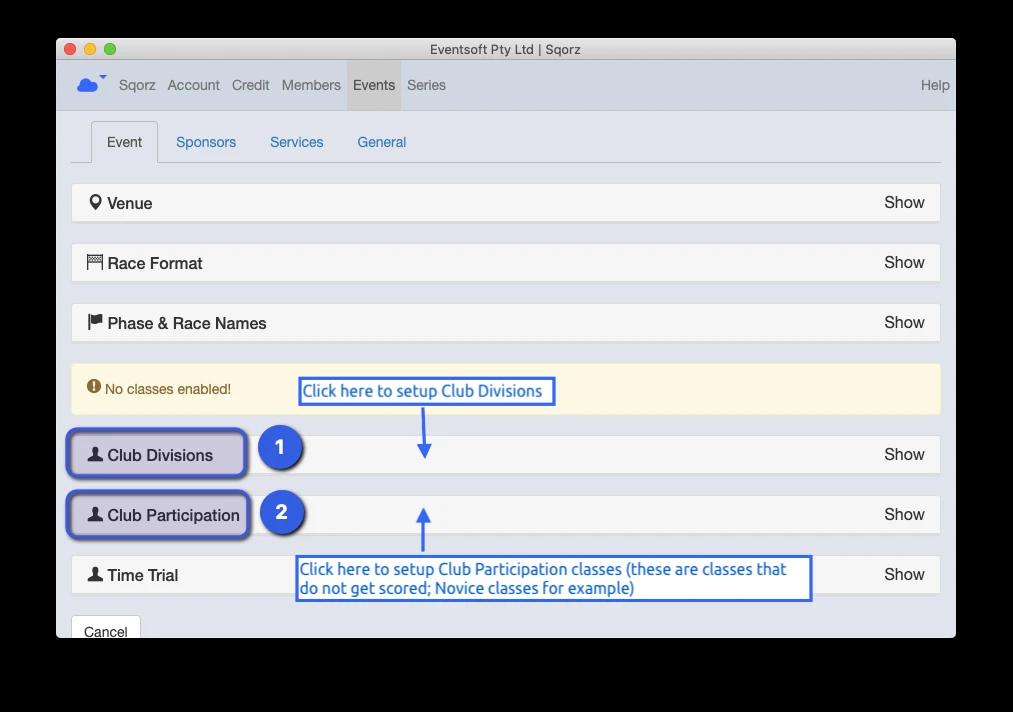 Eventsoft Pty Ltd | Sqorz
Sqorz Account Credit Members Events Series Help
Event Sponsors Services General
Venue Show
Race Format Show
Phase & Race Names Show
No classes enabled!
Click here to setup Club Divisions
Club Divisions 1 Show
Club Participation 2 Show
Time Trial Show
Click here to setup Club Participation classes (these are classes that
do not get scored; Novice classes for example)
Cancel